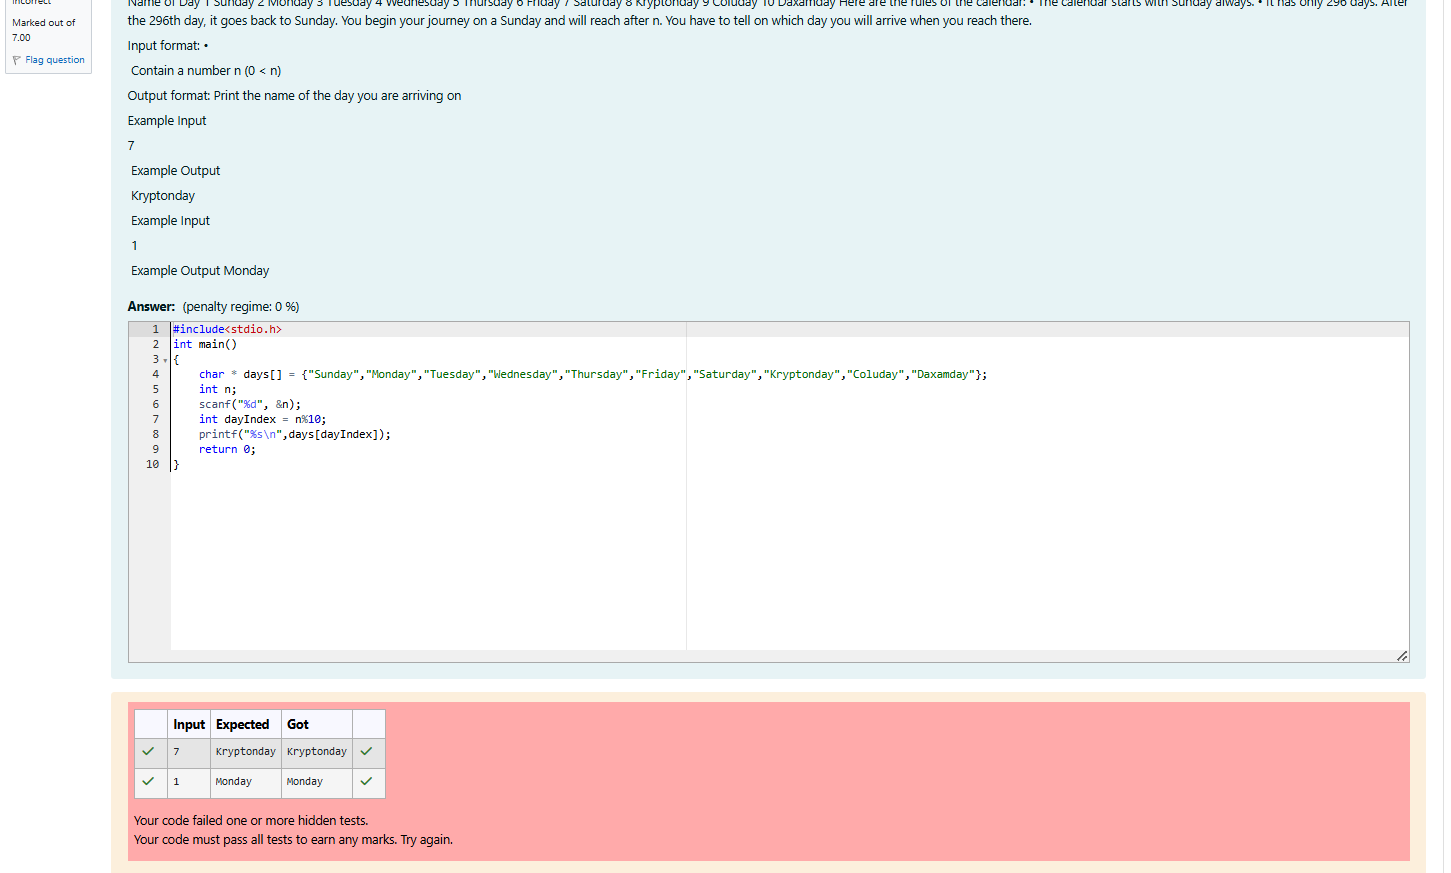 Incorrect
Marked out of
7.00
Flag question
Name of Day 1 Sunday 2 Monday 3 Tuesday 4 Wednesday 5 Thursday 6 Friday 7 Saturday 8 Kryptonday 9 Coluday 10 Daxamday Here are the rules of the calendar: • The calendar starts with Sunday always. • It has only 296 days. After
the 296th day, it goes back to Sunday. You begin your journey on a Sunday and will reach after n. You have to tell on which day you will arrive when you reach there.
Input format: •
Contain a number n (0 < n)
Output format: Print the name of the day you are arriving on
Example Input
7
Example Output
Kryptonday
Example Input
1
Example Output Monday
Answer: (penalty regime: 0 %)
1 #include<stdio.h>
2 int main()
3 {
4 char * days[] = {"Sunday","Monday","Tuesday","Wednesday","Thursday","Friday","Saturday","Kryptonday","Coluday","Daxamday"};
5 int n;
6 scanf("%d", &n);
7 int dayIndex = n%10;
8 printf("%s\n",days[dayIndex]);
9 return 0;
10 }
Input Expected Got
7 Kryptonday Kryptonday
1 Monday Monday
Your code failed one or more hidden tests.
Your code must pass all tests to earn any marks. Try again.